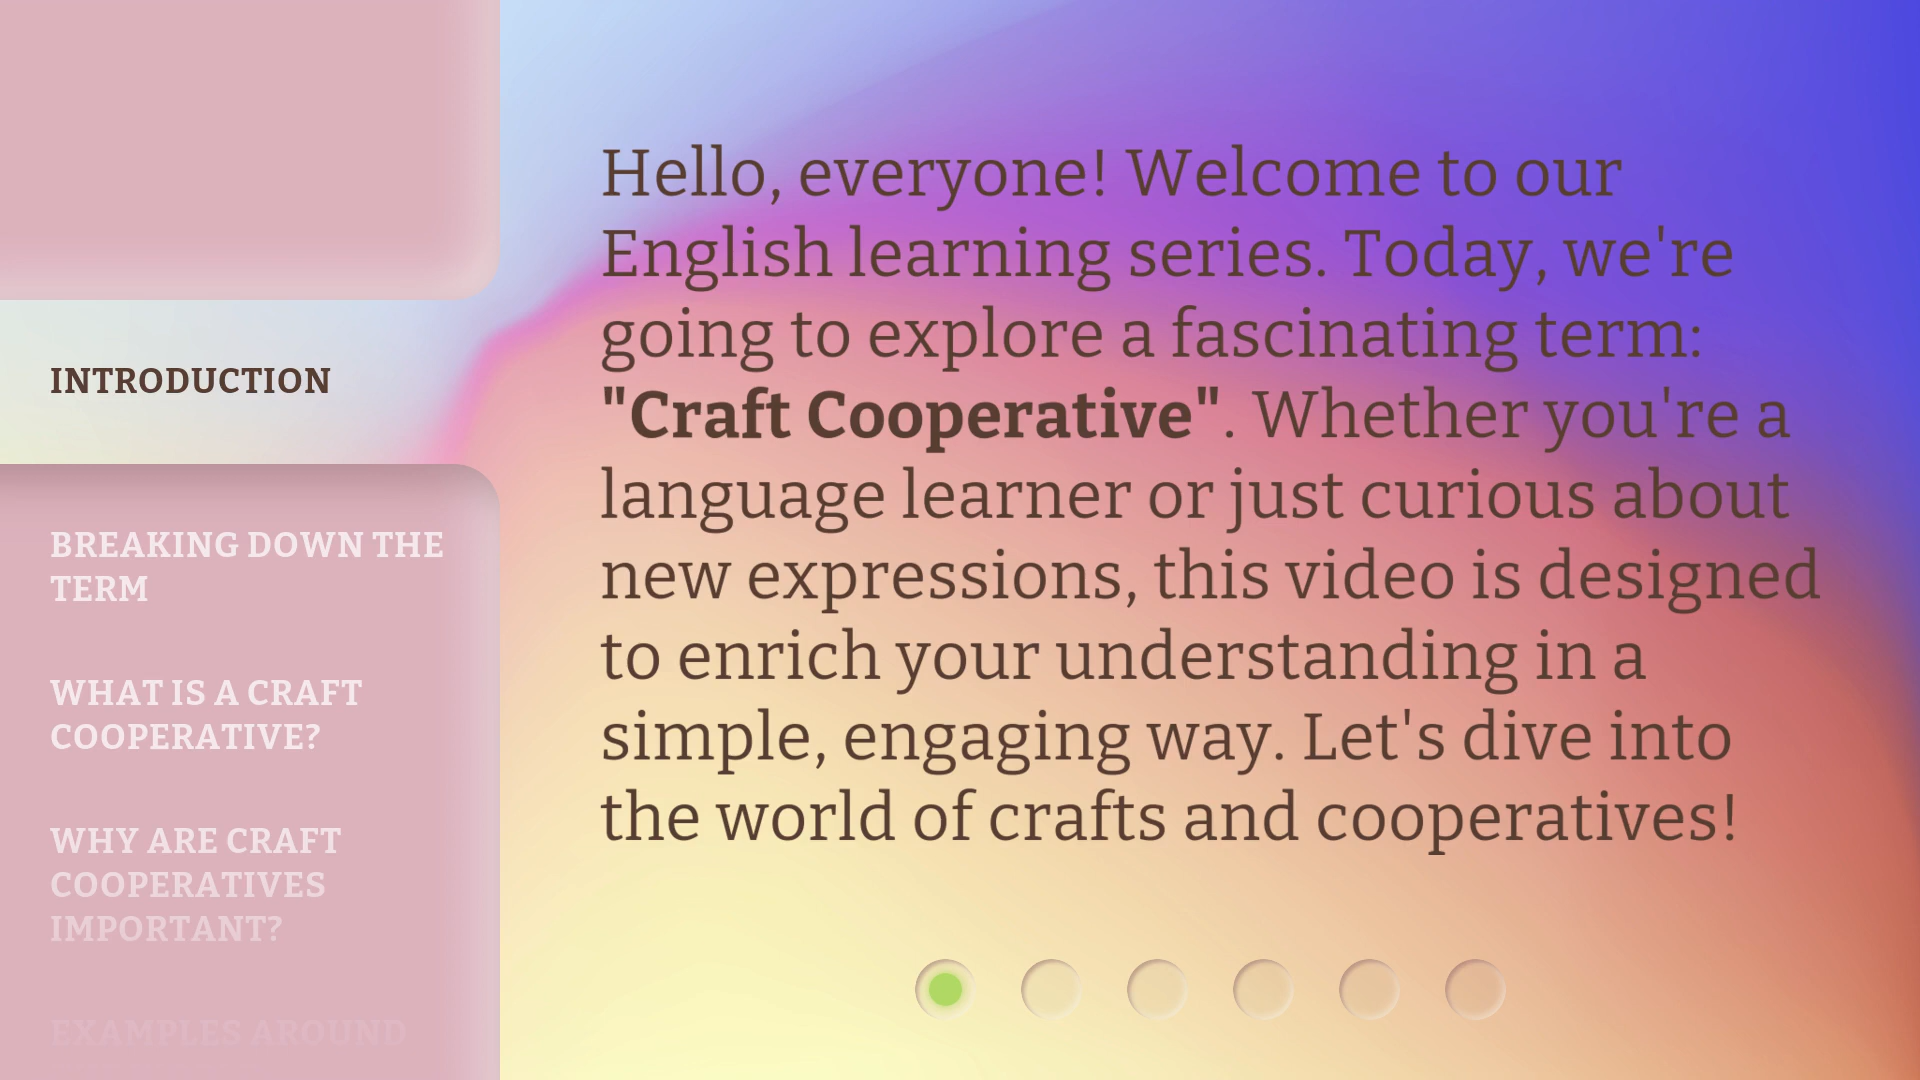 INTRODUCTION
BREAKING DOWN THE
TERM
WHAT IS A CRAFT
COOPERATIVE?
WHY ARE CRAFT
COOPERATIVES
IMPORTANT?
EXAMPLES AROUND
Hello, everyone! Welcome to our
English learning series. Today, we're
going to explore a fascinating term:
"Craft Cooperative". Whether you're a
language learner or just curious about
new expressions, this video is designed
to enrich your understanding in a
simple, engaging way. Let's dive into
the world of crafts and cooperatives!